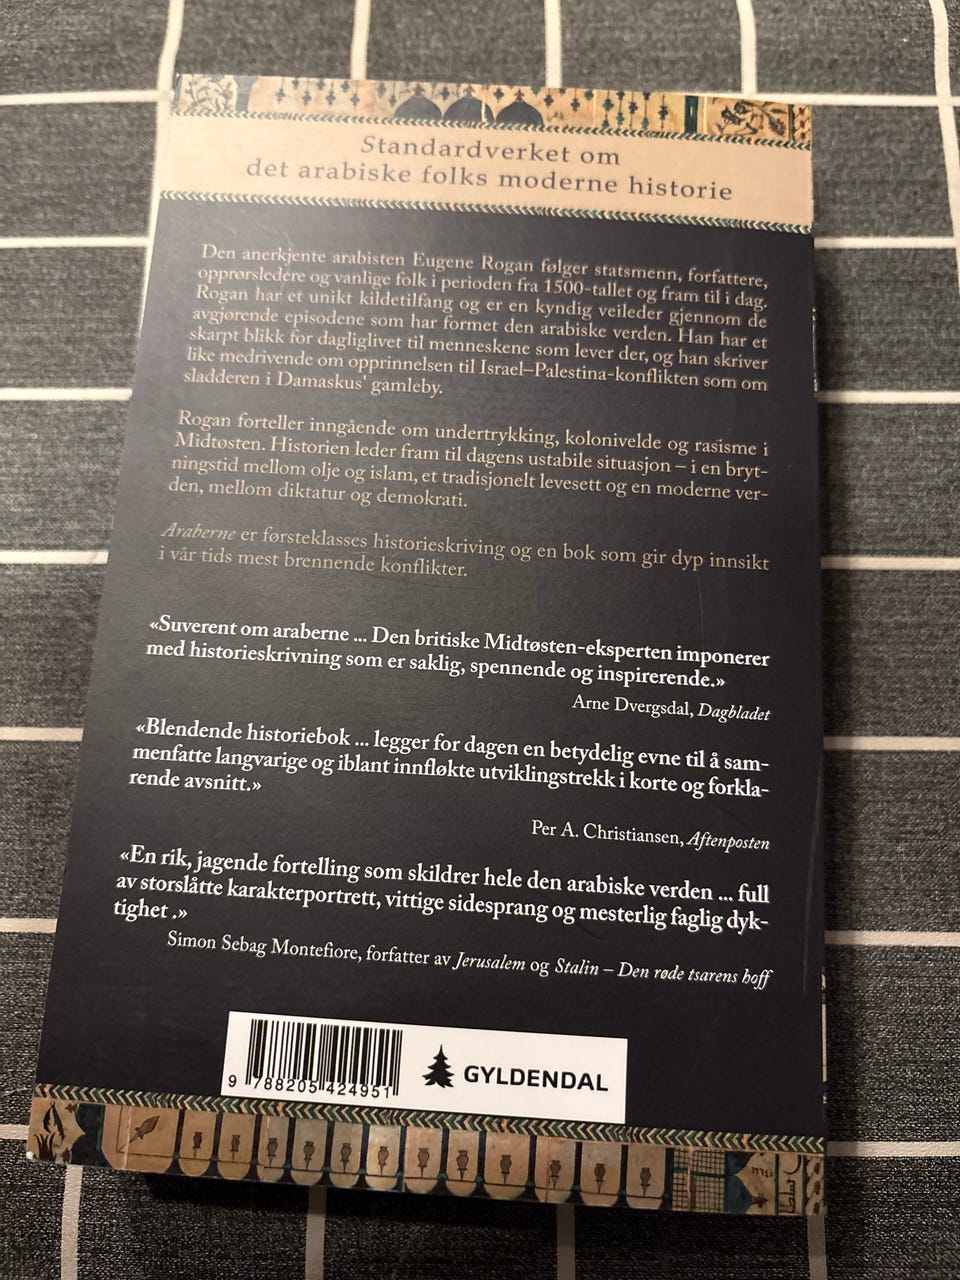 Standardverket om
det arabiske folks moderne historie
Den anerkjente arabisten Eugene Rogan følger statsmenn, forfattere,
opprørsledere og vanlige folk i perioden fra 1500-tallet og fram til i dag.
Rogan har et unikt kildetilfang og er en kyndig veileder gjennom de
avgjørende episodene som har formet den arabiske verden. Han har et
skarpt blikk for dagliglivet til menneskene som lever der, og han skriver
like medrivende om opprinnelsen til Israel–Palestina-konflikten som om
sladderen i Damaskus' gamleby.
Rogan forteller inngående om undertrykking, kolonivelde og rasisme i
Midtøsten. Historien leder fram til dagens ustabile situasjon – i en bryt-
ningstid mellom olje og islam, et tradisjonelt levesett og en moderne ver-
den, mellom diktatur og demokrati.
Araberne er førsteklasses historieskriving og en bok som gir dyp innsikt
i vår tids mest brennende konflikter.
«Suverent om araberne ... Den britiske Midtøsten-eksperten imponerer
med historieskrivning som er saklig, spennende og inspirerende.»
Arne Dvergsdal, Dagbladet
«Blendende historiebok ... legger for dagen en betydelig evne til å sam-
menfatte langvarige og iblant innfløkte utviklingstrekk i korte og forkla-
rende avsnitt.»
Per A. Christiansen, Aftenposten
«En rik, jagende fortelling som skildrer hele den arabiske verden ... full
av storslåtte karakterportrett, vittige sidesprang og mesterlig faglig dyk-
tighet .»
Simon Sebag Montefiore, forfatter av Jerusalem og Stalin – Den røde tsarens hoff
9 788205 424951
GYLDENDAL